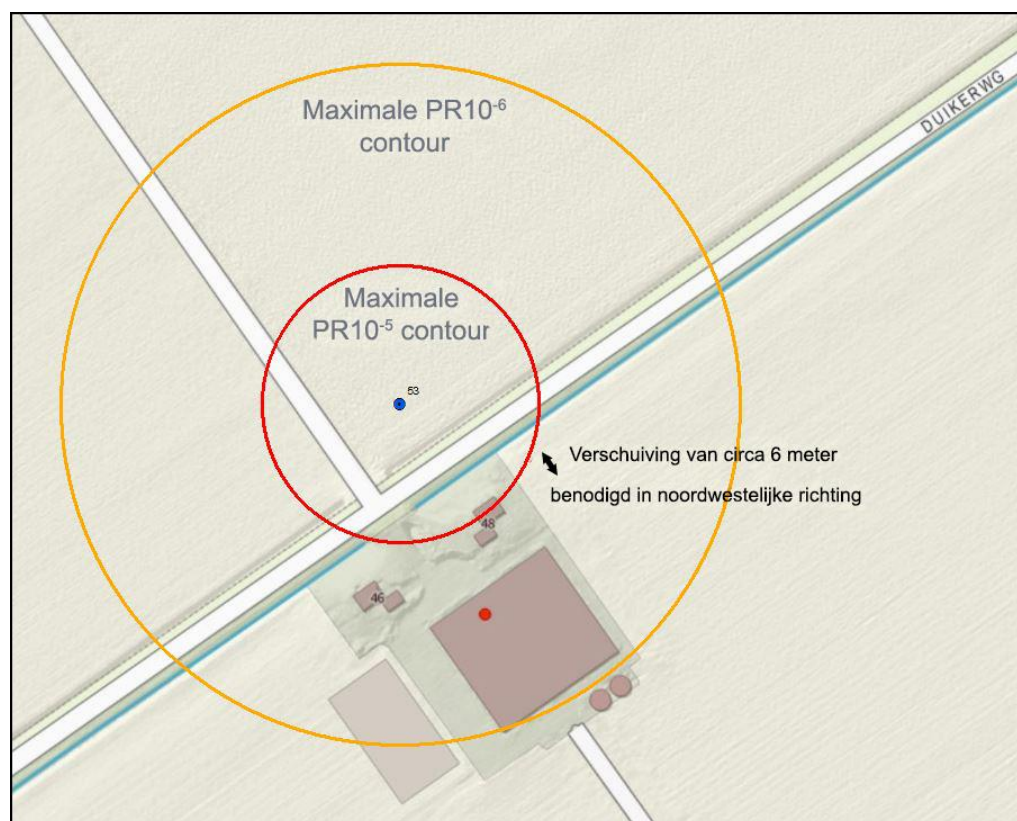 Maximale PR10⁻⁶
contour
DUIKERWG
Maximale
PR10⁻⁵ contour
53
Verschuiving van circa 6 meter
benodigd in noordwestelijke richting
48
46